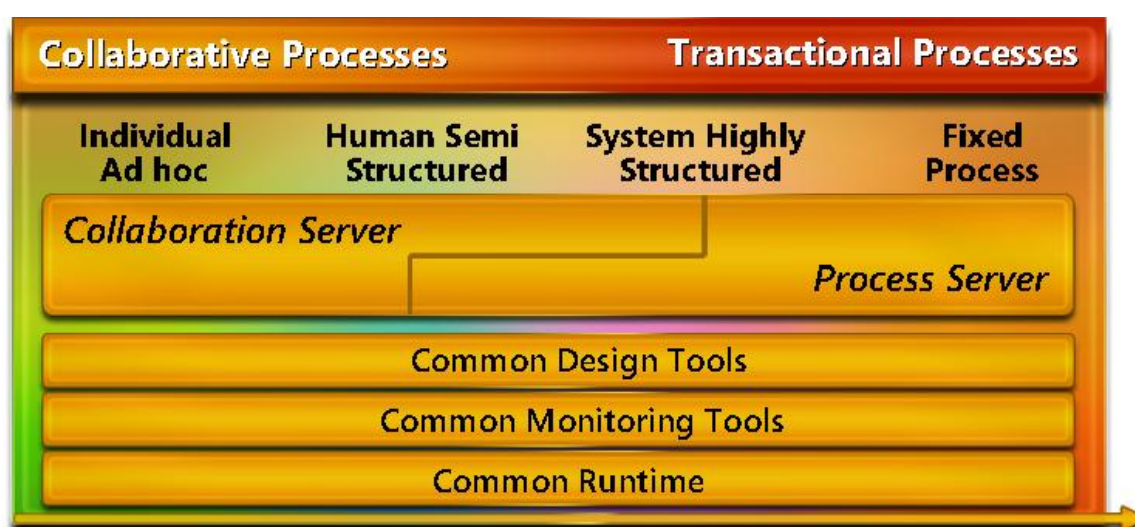 Collaborative Processes Transactional Processes
Individual Human Semi System Highly Fixed
Ad hoc Structured Structured Process
Collaboration Server
Process Server
Common Design Tools
Common Monitoring Tools
Common Runtime